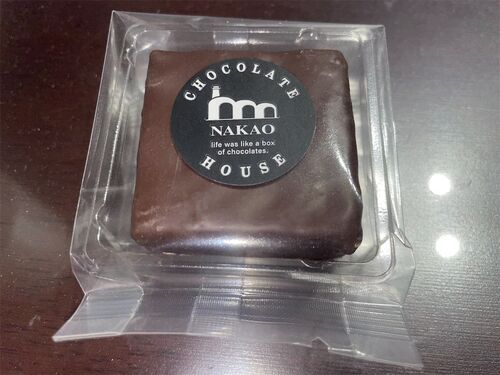 CHOCOLATE
NAKAO
life was like a box
of chocolates.
HOUSE